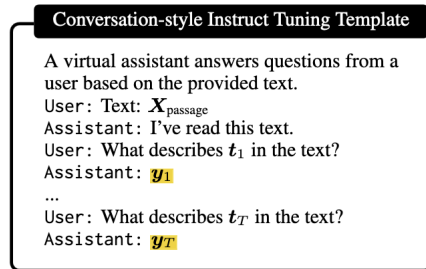 Conversation-style Instruct Tuning Template
A virtual assistant answers questions from a
user based on the provided text.
User: Text: X_passage
Assistant: I've read this text.
User: What describes t_1 in the text?
Assistant: y_1
...
User: What describes t_T in the text?
Assistant: y_T